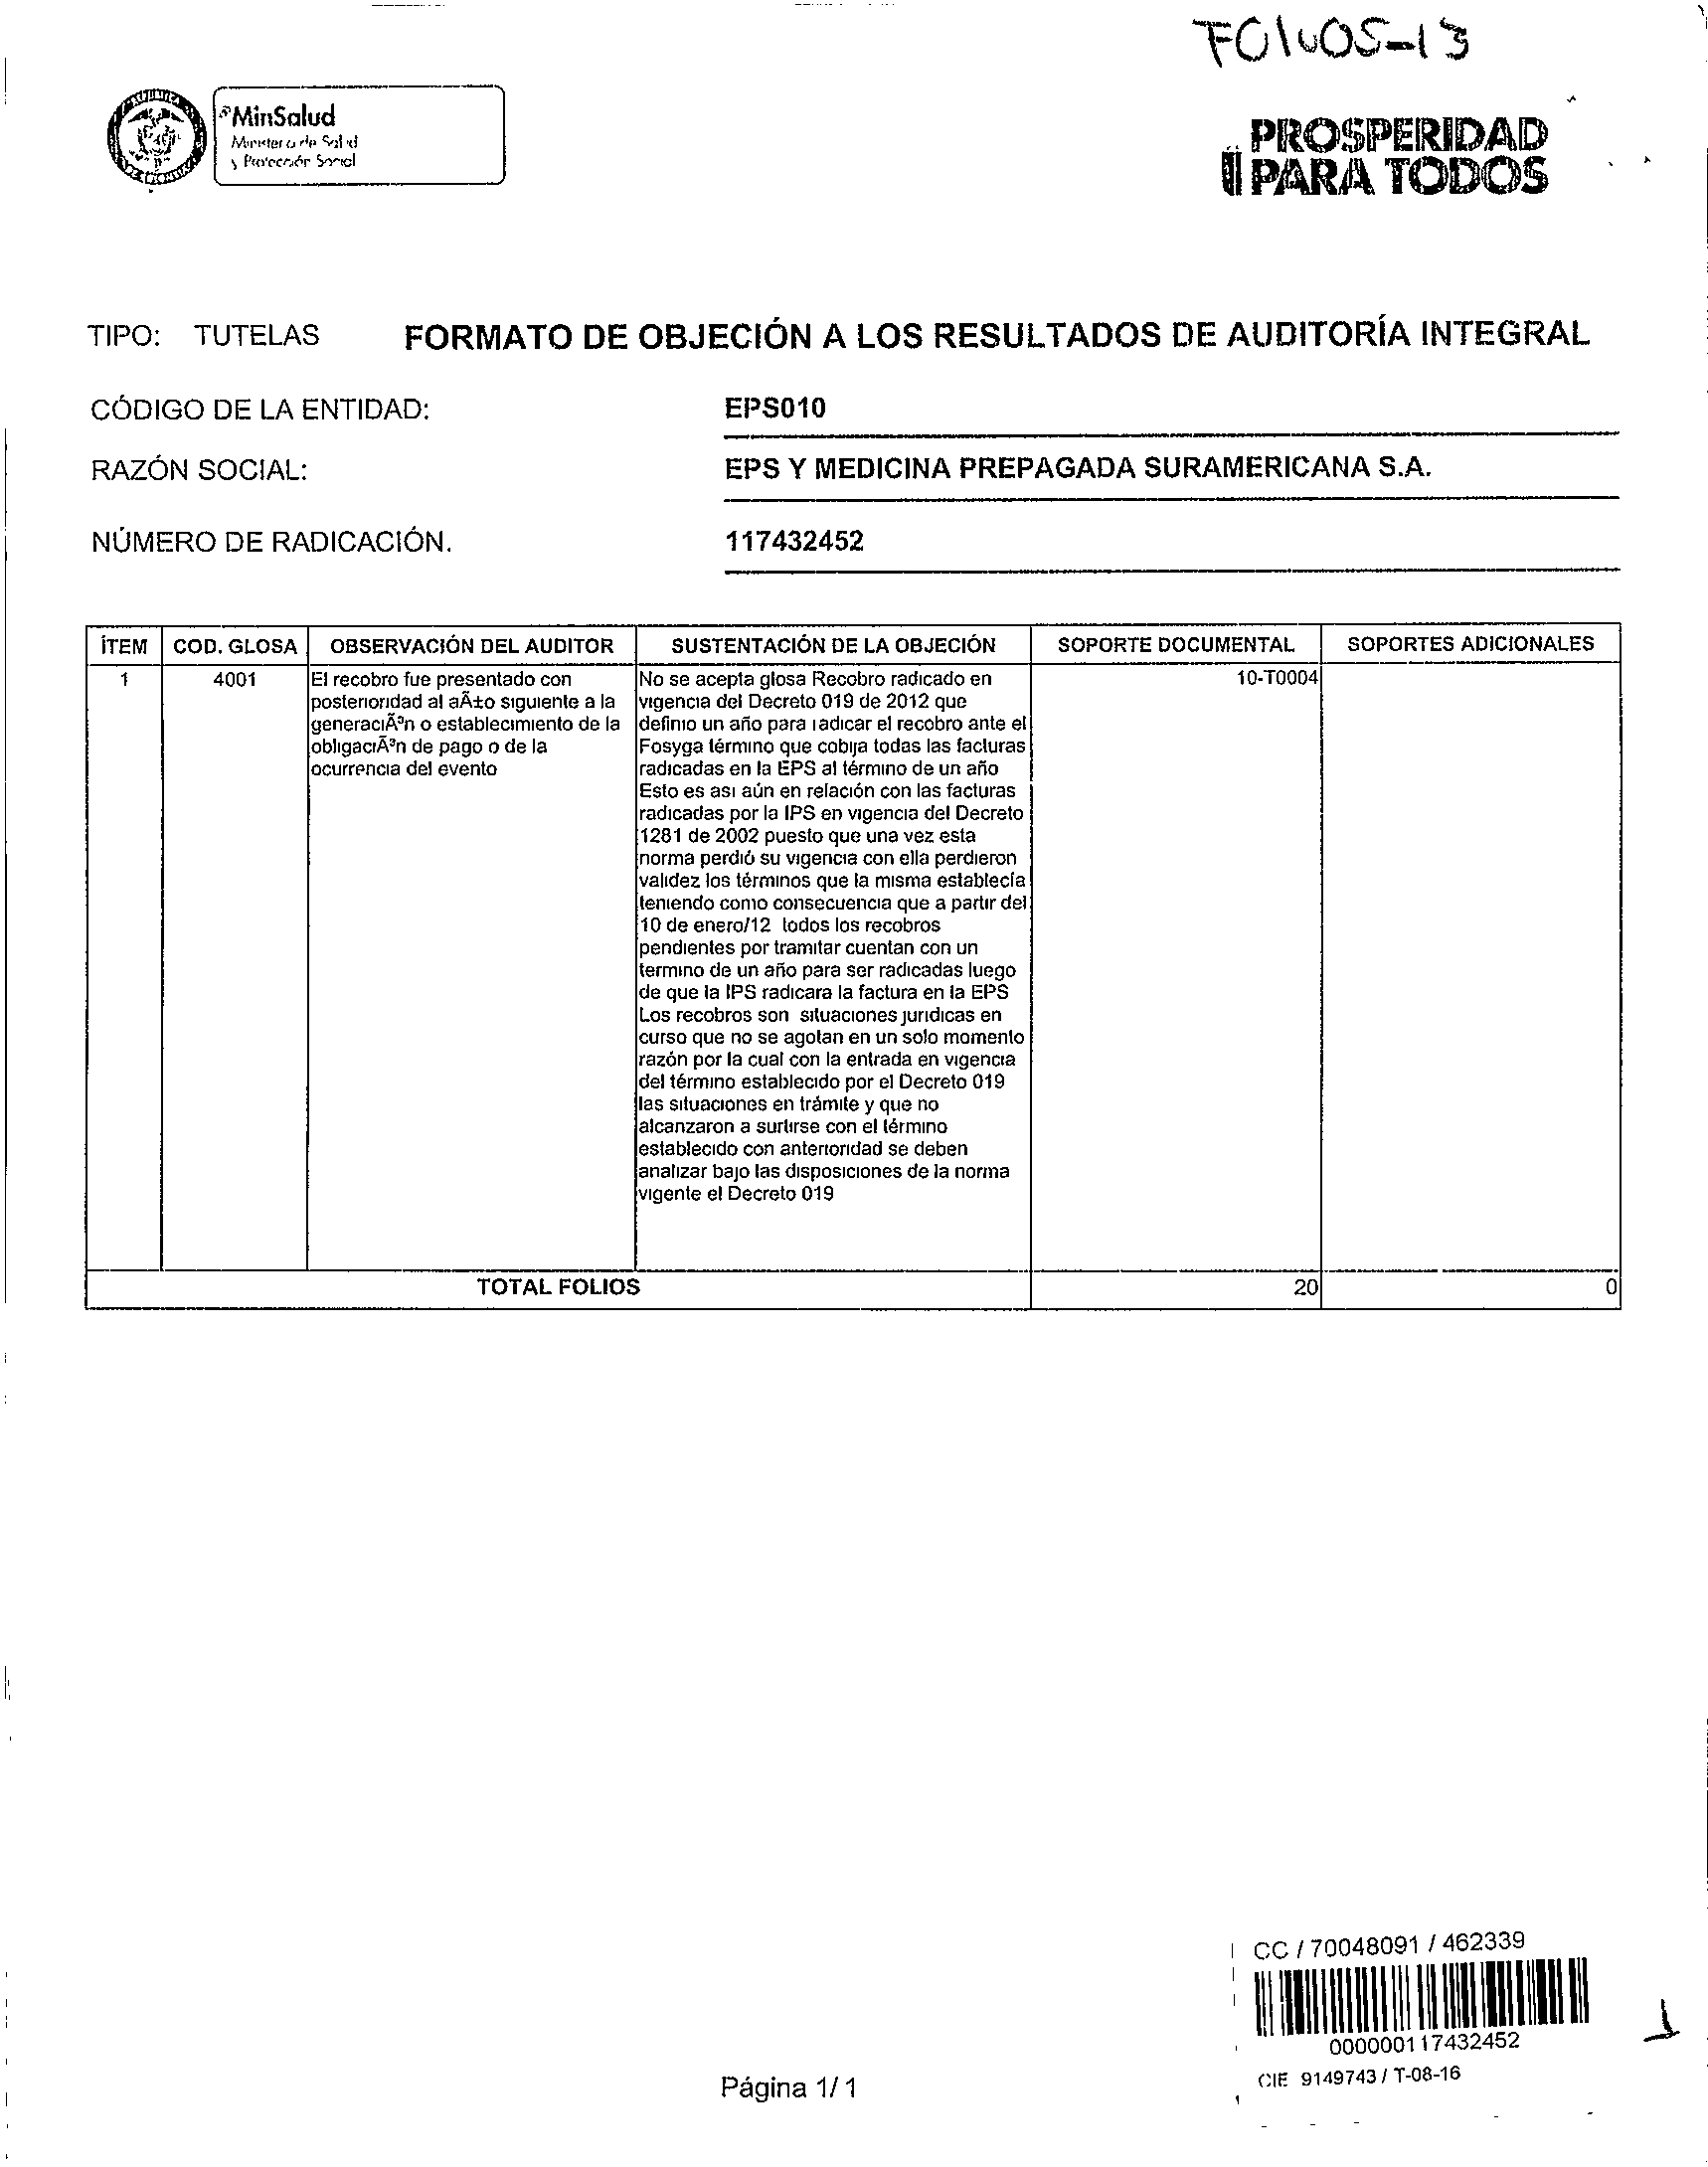 FOLIOS-13
MinSalud
Ministerio de Salud
y Protección Social
PROSPERIDAD
PARA TODOS
TIPO: TUTELAS FORMATO DE OBJECIÓN A LOS RESULTADOS DE AUDITORÍA INTEGRAL
CÓDIGO DE LA ENTIDAD: EPS010
RAZÓN SOCIAL: EPS Y MEDICINA PREPAGADA SURAMERICANA S.A.
NÚMERO DE RADICACIÓN. 117432452
ÍTEM COD. GLOSA OBSERVACIÓN DEL AUDITOR SUSTENTACIÓN DE LA OBJECIÓN SOPORTE DOCUMENTAL SOPORTES ADICIONALES
1 4001
El recobro fue presentado con
posterioridad al aÃ±o siguiente a la
generaciÃ³n o establecimiento de la
obligaciÃ³n de pago o de la
ocurrencia del evento
No se acepta glosa Recobro radicado en
vigencia del Decreto 019 de 2012 que
definio un año para radicar el recobro ante el
Fosyga término que cobija todas las facturas
radicadas en la EPS al término de un año
Esto es asi aún en relación con las facturas
radicadas por la IPS en vigencia del Decreto
1281 de 2002 puesto que una vez esta
norma perdió su vigencia con ella perdieron
validez los términos que la misma establecía
teniendo como consecuencia que a partir del
10 de enero/12 todos los recobros
pendientes por tramitar cuentan con un
termino de un año para ser radicadas luego
de que la IPS radicara la factura en la EPS
Los recobros son situaciones juridicas en
curso que no se agotan en un solo momento
razón por la cual con la entrada en vigencia
del término establecido por el Decreto 019
las situaciones en trámite y que no
alcanzaron a surtirse con el término
establecido con anterioridad se deben
analizar bajo las disposiciones de la norma
vigente el Decreto 019
10-T0004
TOTAL FOLIOS 20 0
CC / 70048091 / 462339
000000117432452
CIE 9149743 / T-08-16
1
Página 1/ 1